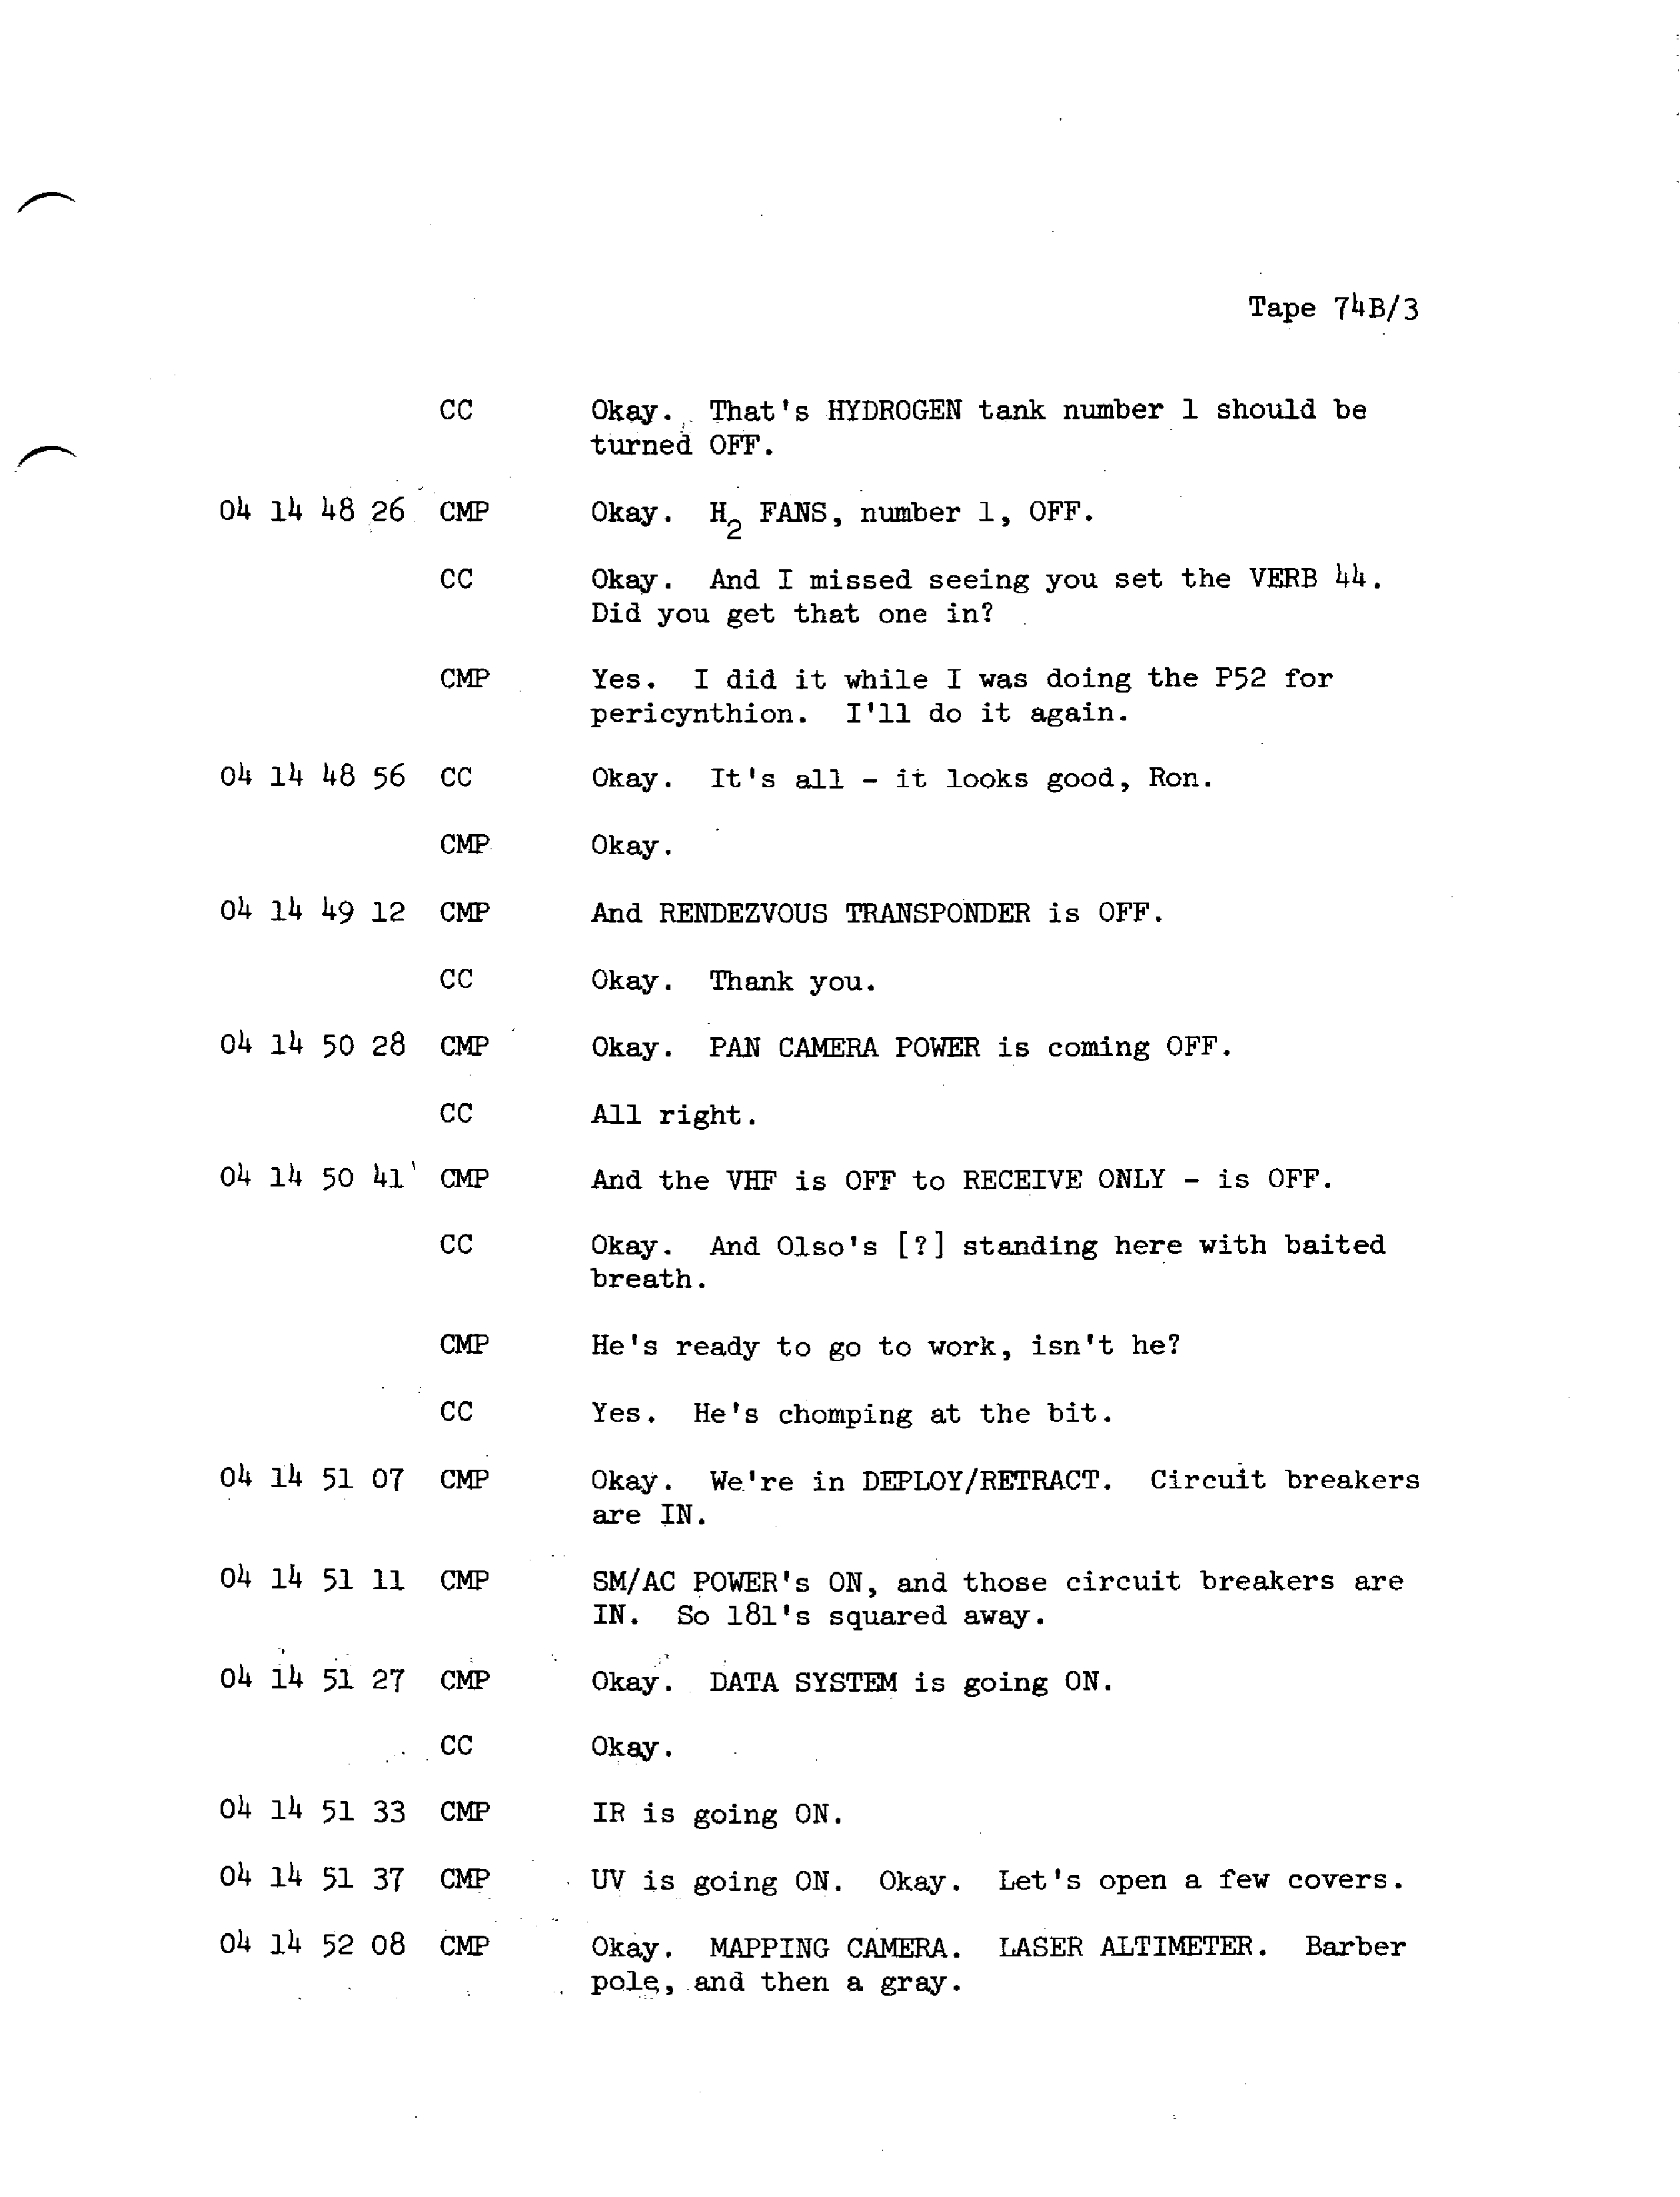 Tape 74B/3
CC Okay. That's HYDROGEN tank number 1 should be
turned OFF.
04 14 48 26 CMP Okay. H2 FANS, number 1, OFF.
CC Okay. And I missed seeing you set the VERB 44.
Did you get that one in?
CMP Yes. I did it while I was doing the P52 for
pericynthion. I'll do it again.
04 14 48 56 CC Okay. It's all - it looks good, Ron.
CMP Okay.
04 14 49 12 CMP And RENDEZVOUS TRANSPONDER is OFF.
CC Okay. Thank you.
04 14 50 28 CMP Okay. PAN CAMERA POWER is coming OFF.
CC All right.
04 14 50 41 CMP And the VHF is OFF to RECEIVE ONLY - is OFF.
CC Okay. And Olso's [?] standing here with baited
breath.
CMP He's ready to go to work, isn't he?
CC Yes. He's chomping at the bit.
04 14 51 07 CMP Okay. We're in DEPLOY/RETRACT. Circuit breakers
are IN.
04 14 51 11 CMP SM/AC POWER's ON, and those circuit breakers are
IN. So 181's squared away.
04 14 51 27 CMP Okay. DATA SYSTEM is going ON.
CC Okay.
04 14 51 33 CMP IR is going ON.
04 14 51 37 CMP UV is going ON. Okay. Let's open a few covers.
04 14 52 08 CMP Okay. MAPPING CAMERA. LASER ALTIMETER. Barber
pole, and then a gray.